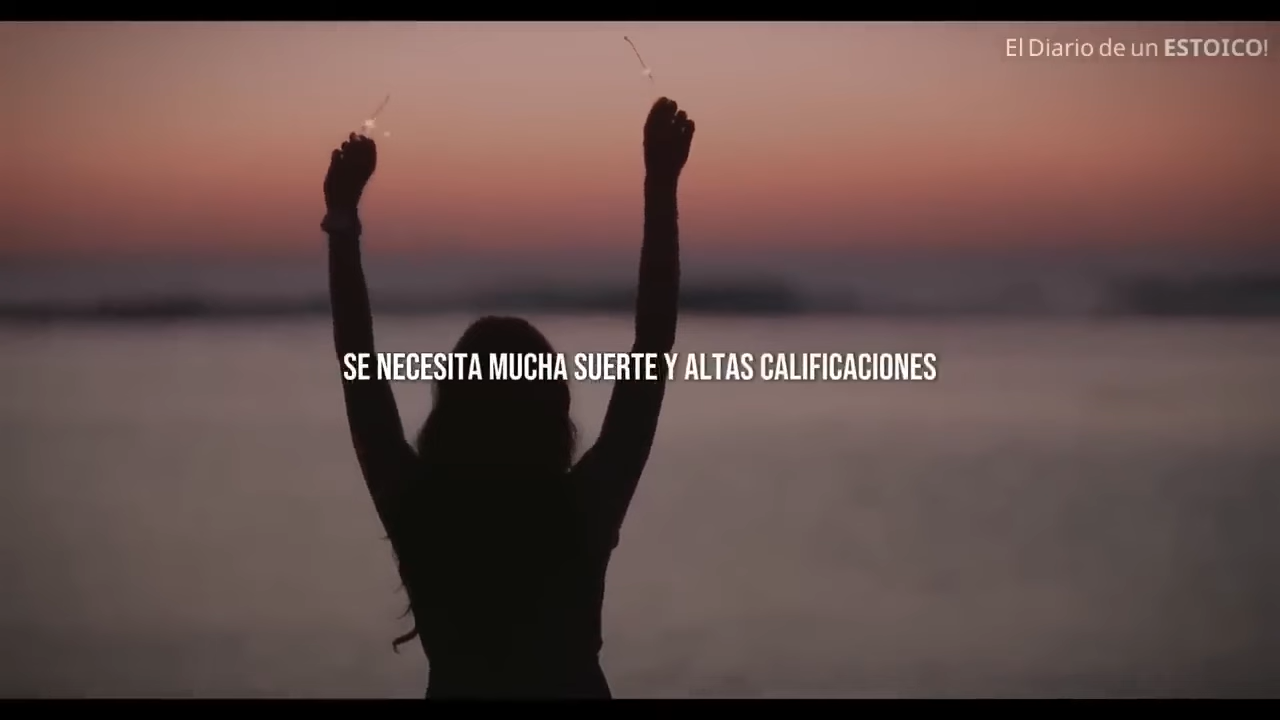 El Diario de un ESTOICO!
SE NECESITA MUCHA SUERTE Y ALTAS CALIFICACIONES